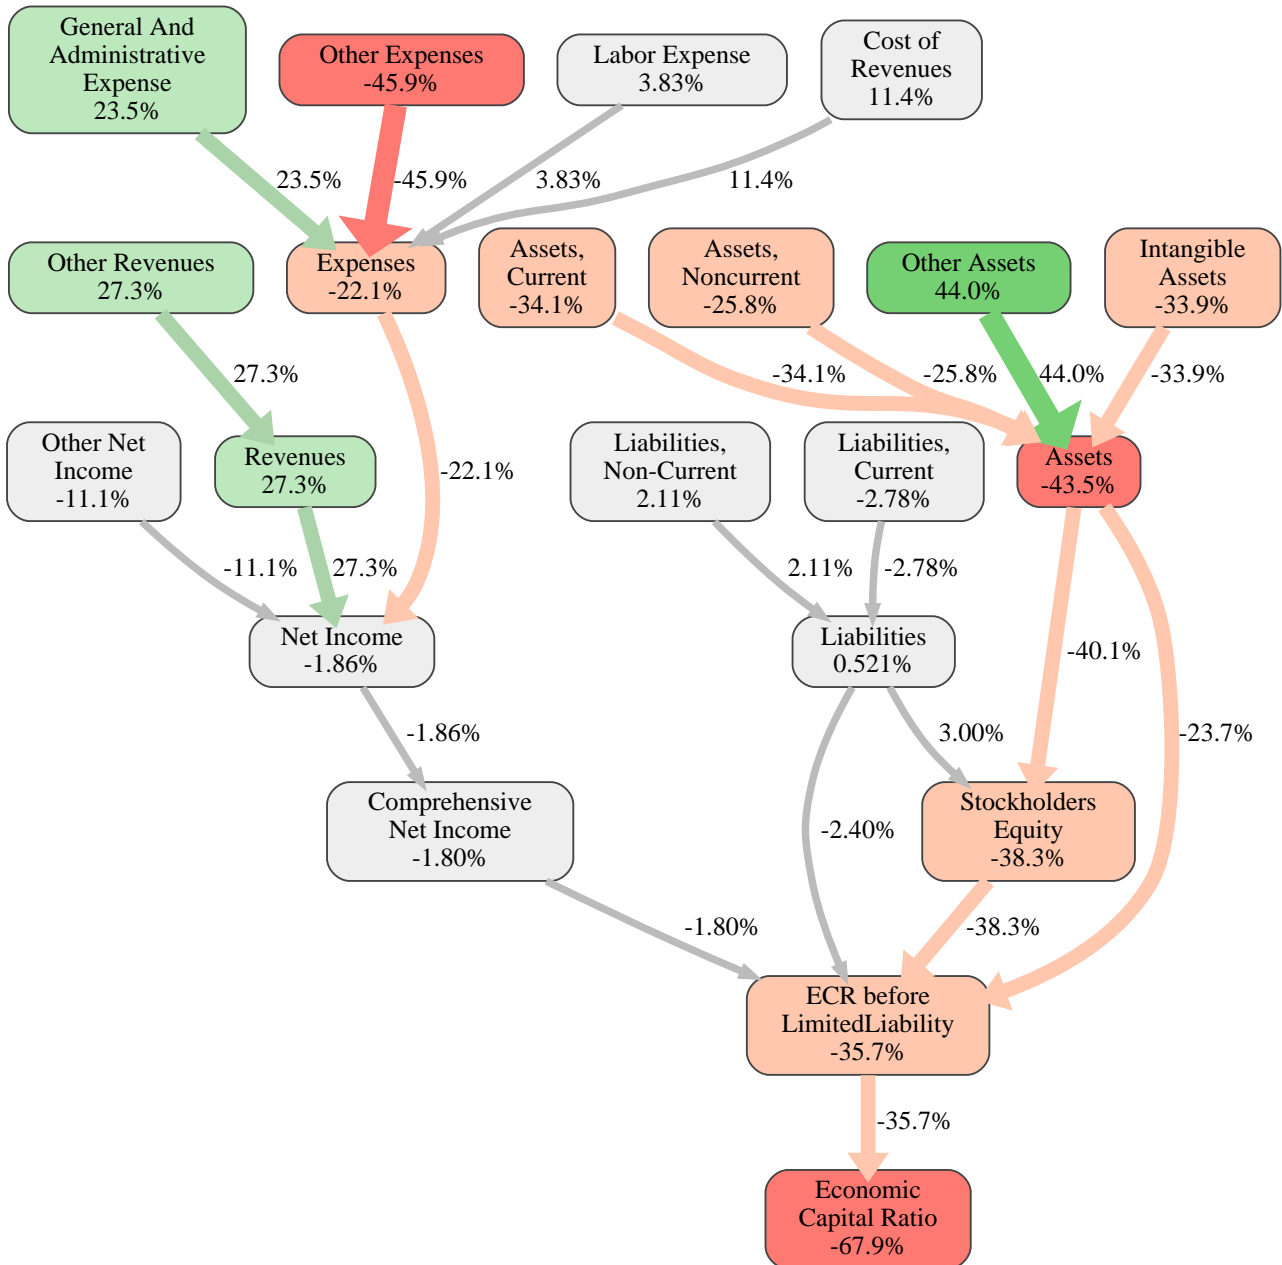 General And
Administrative
Expense
23.5%
Other Expenses
-45.9%
Labor Expense
3.83%
Cost of
Revenues
11.4%
23.5%
-45.9%
3.83%
11.4%
Other Revenues
27.3%
Expenses
-22.1%
Assets,
Current
-34.1%
Assets,
Noncurrent
-25.8%
Other Assets
44.0%
Intangible
Assets
-33.9%
27.3%
-34.1%
-25.8%
44.0%
-33.9%
Other Net
Income
-11.1%
Revenues
27.3%
-22.1%
Liabilities,
Non-Current
2.11%
Liabilities,
Current
-2.78%
Assets
-43.5%
-11.1%
27.3%
2.11%
-2.78%
Net Income
-1.86%
Liabilities
0.521%
-40.1%
-1.86%
3.00%
-23.7%
Comprehensive
Net Income
-1.80%
-2.40%
Stockholders
Equity
-38.3%
-1.80%
-38.3%
ECR before
LimitedLiability
-35.7%
-35.7%
Economic
Capital Ratio
-67.9%